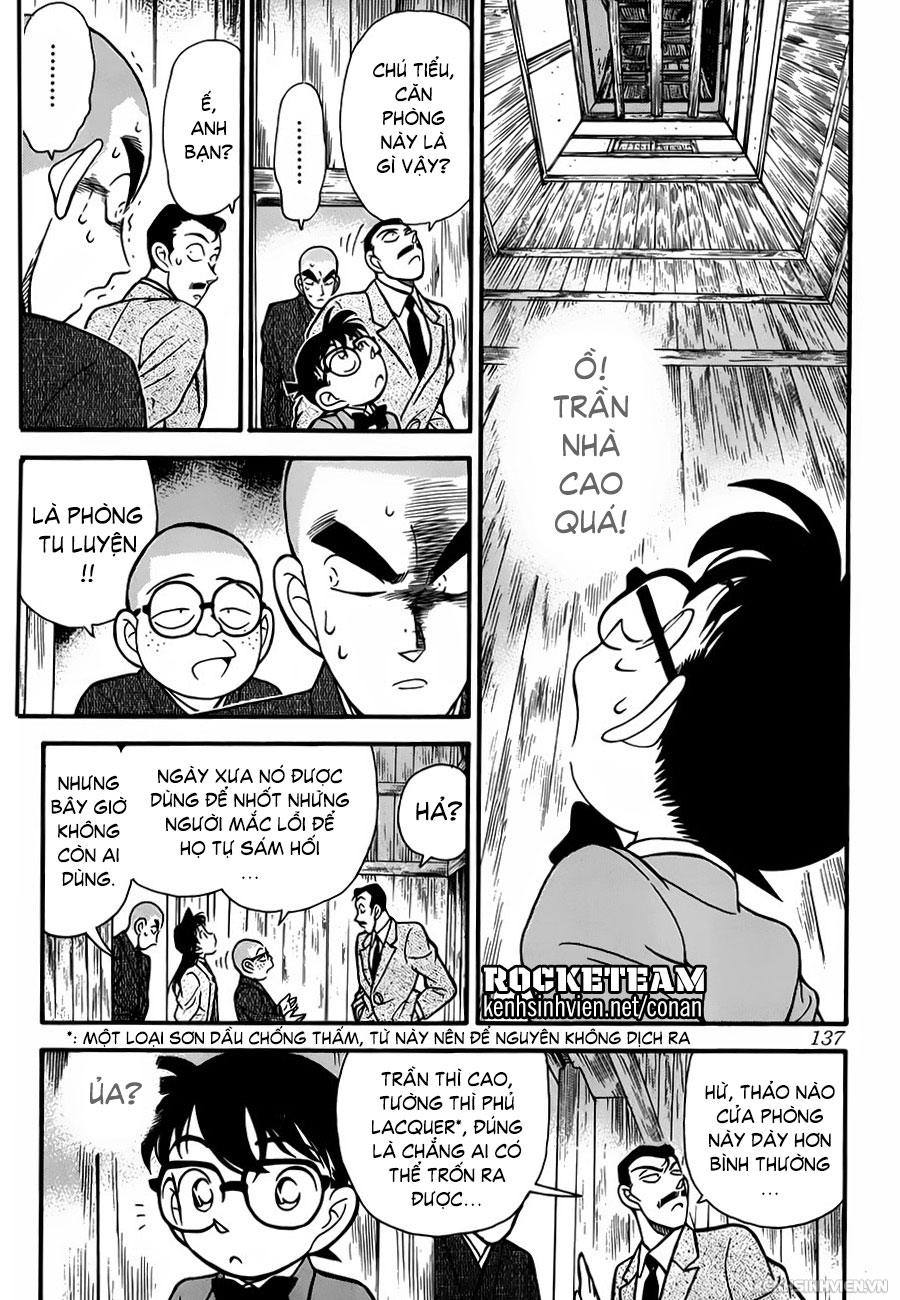 Ồ!
TRẦN
NHÀ
CAO
QUÁ!
CHÚ TIỂU,
CĂN
PHÒNG
NÀY LÀ
GÌ VẬY?
........
Ế,
ANH
BẠN?
........
LÀ PHÒNG
TU LUYỆN
!!
HẢ?
NGÀY XƯA NÓ ĐƯỢC
DÙNG ĐỂ NHỐT NHỮNG
NGƯỜI MẮC LỖI ĐỂ
HỌ TỰ SÁM HỐI
...
NHƯNG
BÂY GIỜ
KHÔNG
CÒN AI
DÙNG.
ROCKETEAM
kenhsinhvien.net/conan
*: MỘT LOẠI SƠN DẦU CHỐNG THẤM, TỪ NÀY NÊN ĐỂ NGUYÊN KHÔNG DỊCH RA
137
HỪ, THẢO NÀO
CỬA PHÒNG
NÀY DÀY HƠN
BÌNH THƯỜNG
...
TRẦN THÌ CAO,
TƯỜNG THÌ PHỦ
LACQUER*, ĐÚNG
LÀ CHẲNG AI CÓ
THỂ TRỐN RA
ĐƯỢC...
ỦA?
KENHSINHVIEN.VN